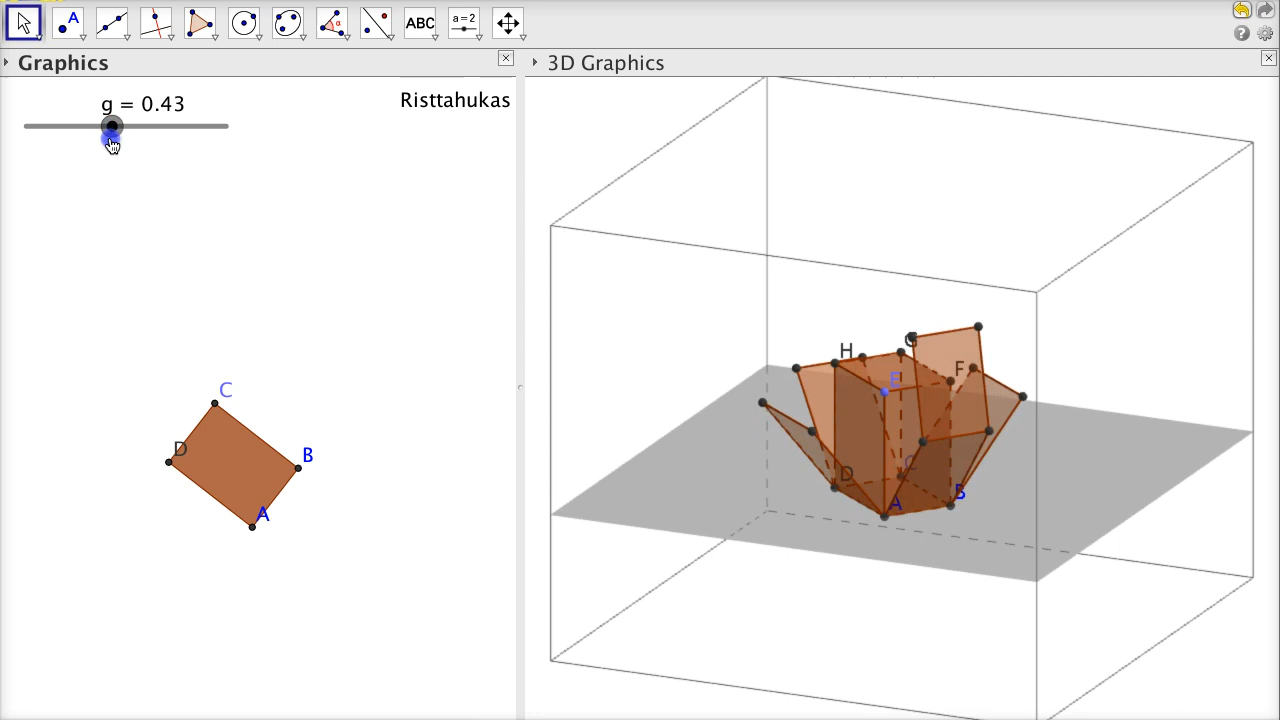 A
α
ABC
a=2
?
Graphics
3D Graphics
g = 0.43
Risttahukas
C
D
B
A
H
G
E
F
D
C
A
B